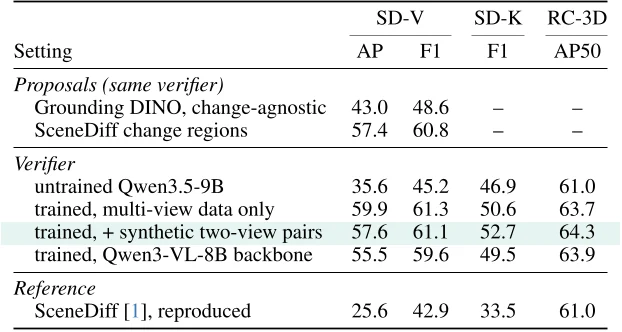 SD-V SD-K RC-3D
Setting AP F1 F1 AP50
Proposals (same verifier)
Grounding DINO, change-agnostic 43.0 48.6 – –
SceneDiff change regions 57.4 60.8 – –
Verifier
untrained Qwen3.5-9B 35.6 45.2 46.9 61.0
trained, multi-view data only 59.9 61.3 50.6 63.7
trained, + synthetic two-view pairs 57.6 61.1 52.7 64.3
trained, Qwen3-VL-8B backbone 55.5 59.6 49.5 63.9
Reference
SceneDiff [1], reproduced 25.6 42.9 33.5 61.0